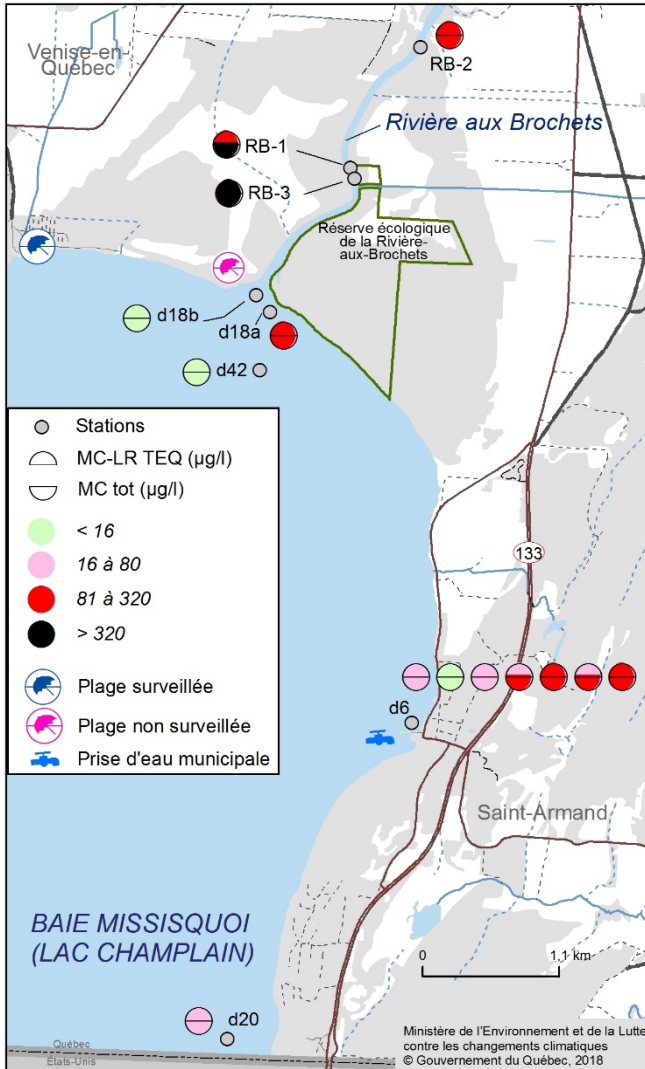 Venise-en-
Québec
RB-2
Rivière aux Brochets
RB-1
RB-3
Réserve écologique
de la Rivière-
aux-Brochets
d18b
d18a
d42
Stations
MC-LR TEQ (µg/l)
MC tot (µg/l)
< 16
16 à 80
81 à 320
> 320
Plage surveillée
Plage non surveillée
Prise d'eau municipale
133
d6
Saint-Armand
BAIE MISSISQUOI
(LAC CHAMPLAIN)
0 1,1 km
d20
Québec
États-Unis
Ministère de l'Environnement et de la Lutte
contre les changements climatiques
© Gouvernement du Québec, 2018